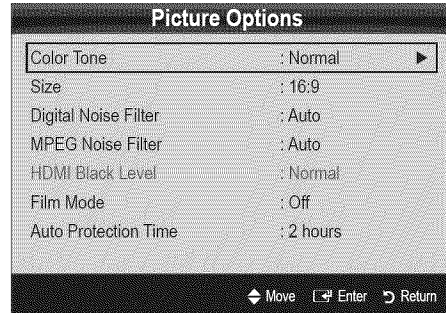 Picture Options
Color Tone : Normal ►
Size : 16:9
Digital Noise Filter : Auto
MPEG Noise Filter : Auto
HDMI Black Level : Normal
Film Mode : Off
Auto Protection Time : 2 hours
Move Enter Return